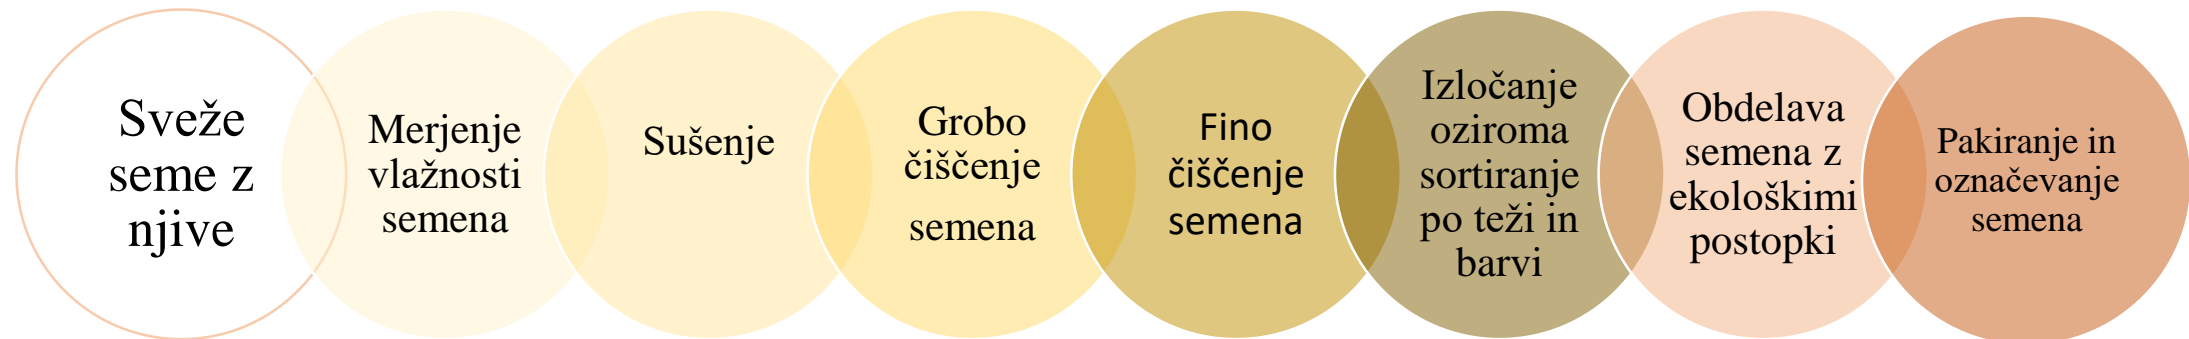 Sveže
seme z
njive
Merjenje
vlažnosti
semena
Sušenje
Grobo
čiščenje
semena
Fino
čiščenje
semena
Izločanje
oziroma
sortiranje
po teži in
barvi
Obdelava
semena z
ekološkimi
postopki
Pakiranje in
označevanje
semena